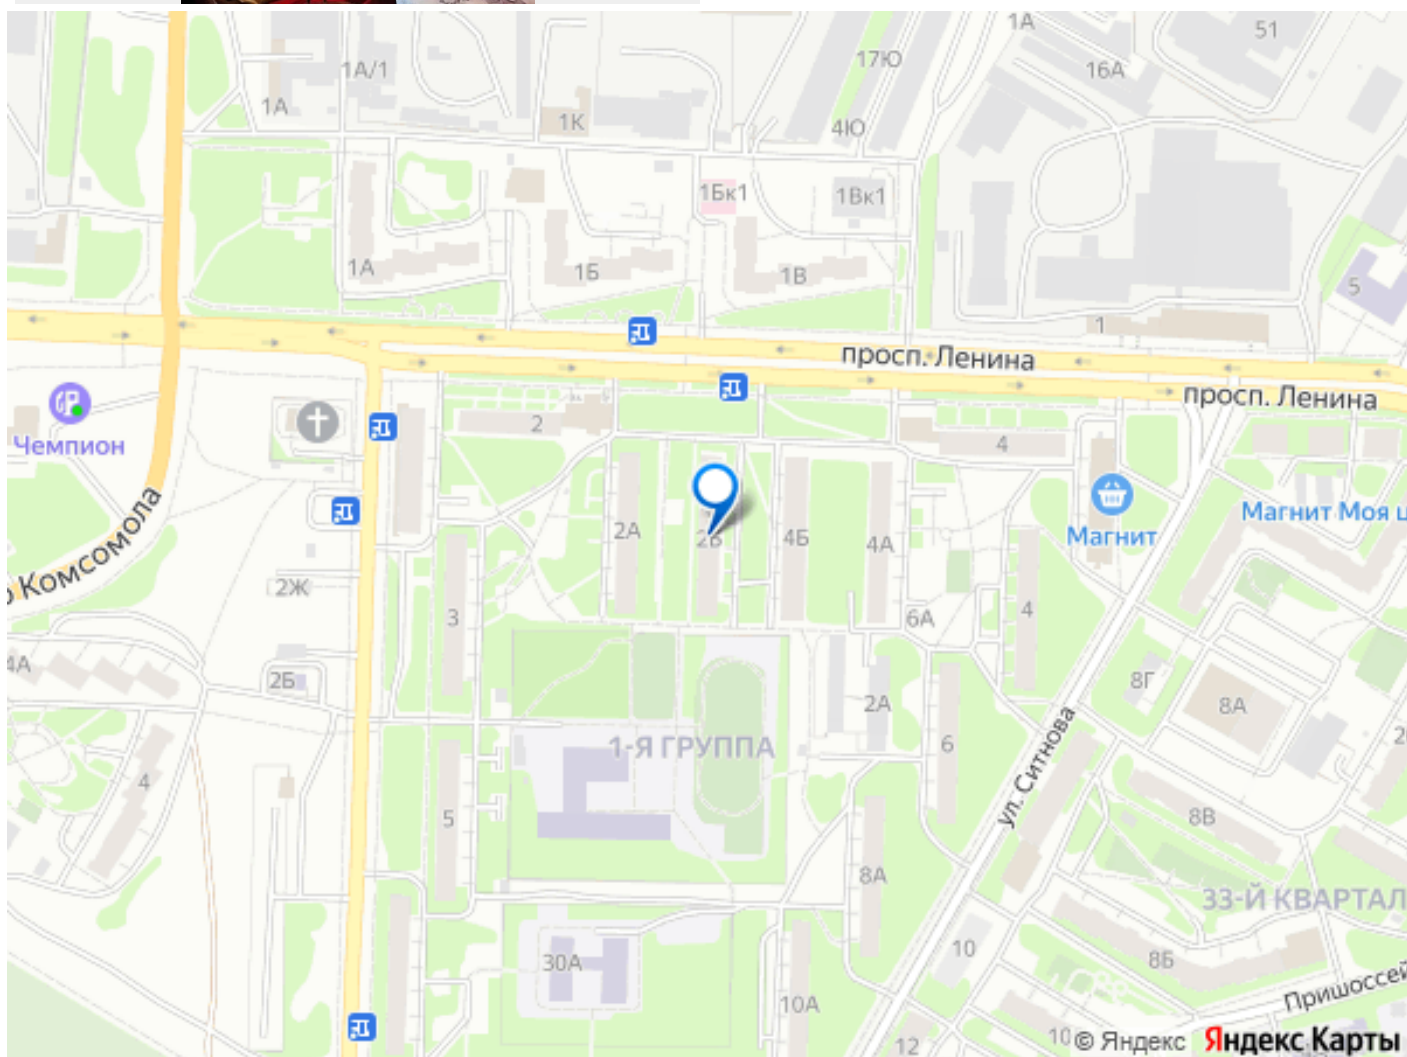 1А
51
17Ю
1А/1
16А
1А
1К
4Ю
1Бк1
1Вк1
1А
1Б
1В
5
1
просп. Ленина
просп. Ленина
2
4
Чемпион
Магнит
Магнит Моя ц
2А
4Б
4А
Комсомола
2Ж
3
6А
4
4А
2Б
8Г
2А
8А
1-Я ГРУППА
6
ул. Ситнова
4
5
8В
8А
33-Й КВАРТАЛ
30А
10
8Б
10А
Пришоссей
12
10
© Яндекс Яндекс Карты